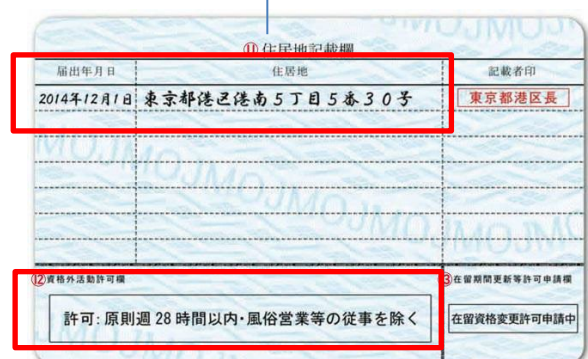 ⑪住居地記載欄
届出年月日 住居地 記載者印
2014年12月1日 東京都港区港南5丁目5番30号 東京都港区長
MOJMOJMOJMOJMOJMO
⑫資格外活動許可欄 ⑬在留期間更新等許可申請欄
許可:原則週28時間以内・風俗営業等の従事を除く 在留資格変更許可申請中